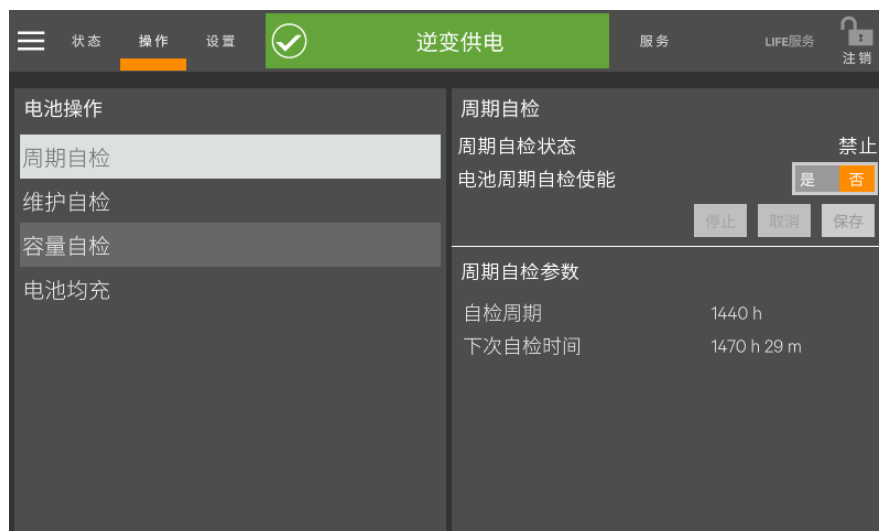 状态 操作 设置 逆变供电 服务 LIFE服务 注销
电池操作
周期自检
维护自检
容量自检
电池均充
周期自检
周期自检状态 禁止
电池周期自检使能 是 否
停止 取消 保存
周期自检参数
自检周期 1440 h
下次自检时间 1470 h 29 m